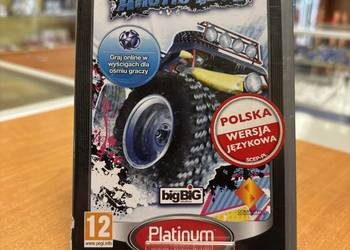 Graj online w
wyścigach dla
ośmiu graczy
POLSKA
WERSJA
JĘZYKOWA
SCEP-PL
bigBIG
12
www.pegi.info
Platinum